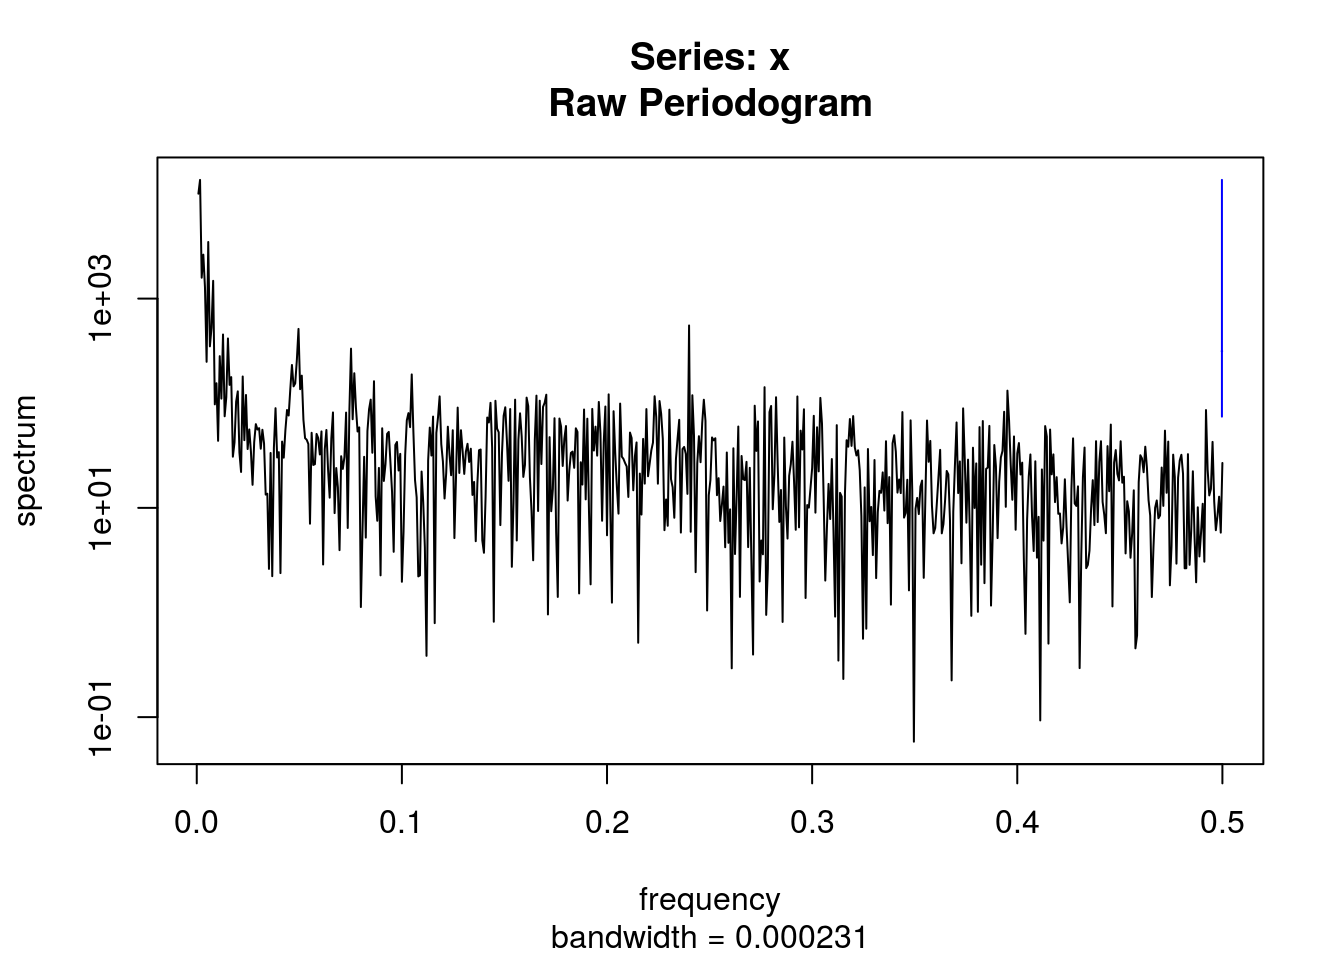 Series: x
Raw Periodogram
spectrum
1e+03
1e+01
1e-01
0.0 0.1 0.2 0.3 0.4 0.5
frequency
bandwidth = 0.000231